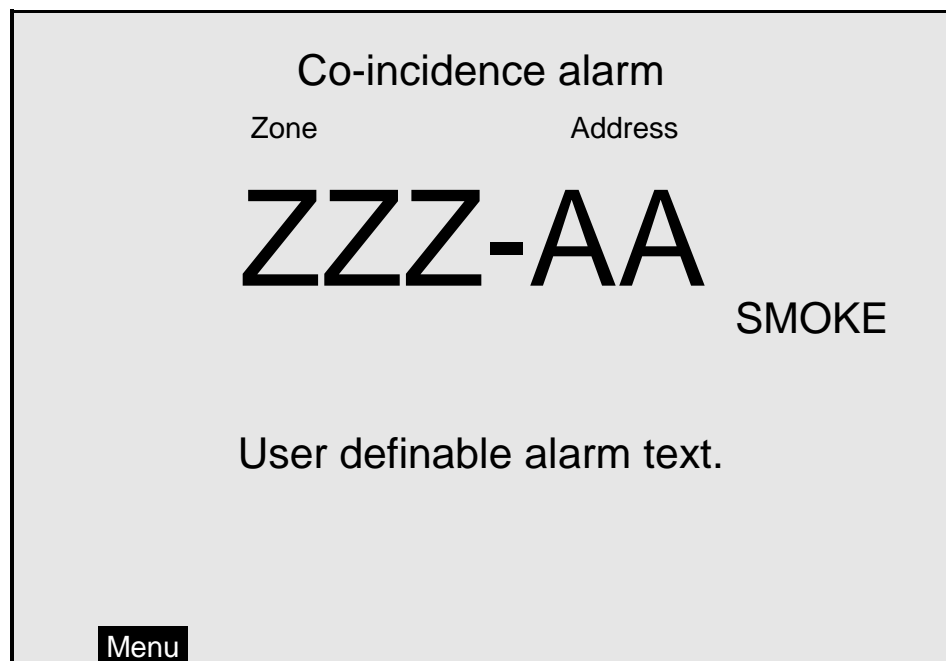 Co-incidence alarm
Zone Address
ZZZ-AA
SMOKE
User definable alarm text.
Menu